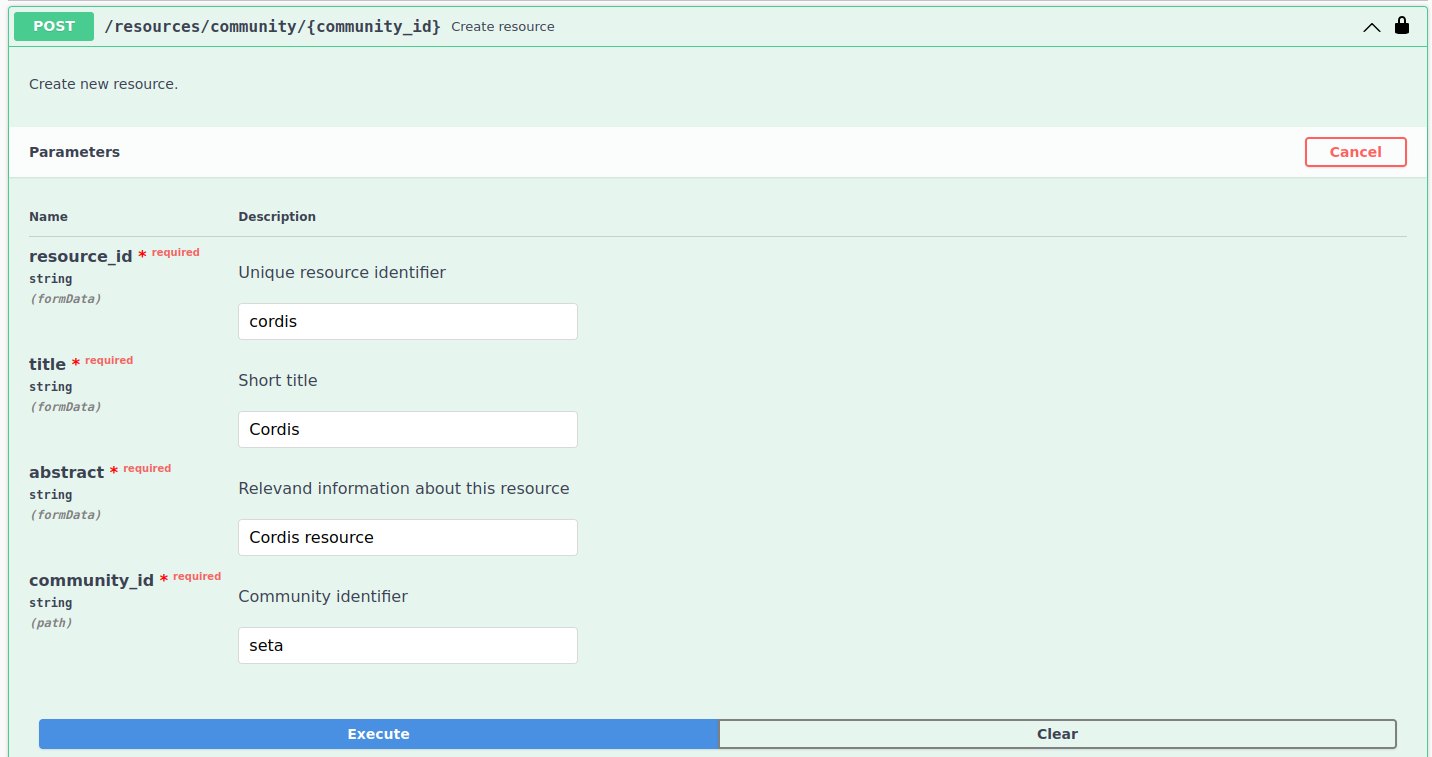 POST /resources/community/{community_id} Create resource
Create new resource.
Parameters Cancel
Name Description
resource_id * required
string
(formData)
Unique resource identifier
cordis
title * required
string
(formData)
Short title
Cordis
abstract * required
string
(formData)
Relevand information about this resource
Cordis resource
community_id * required
string
(path)
Community identifier
seta
Execute Clear